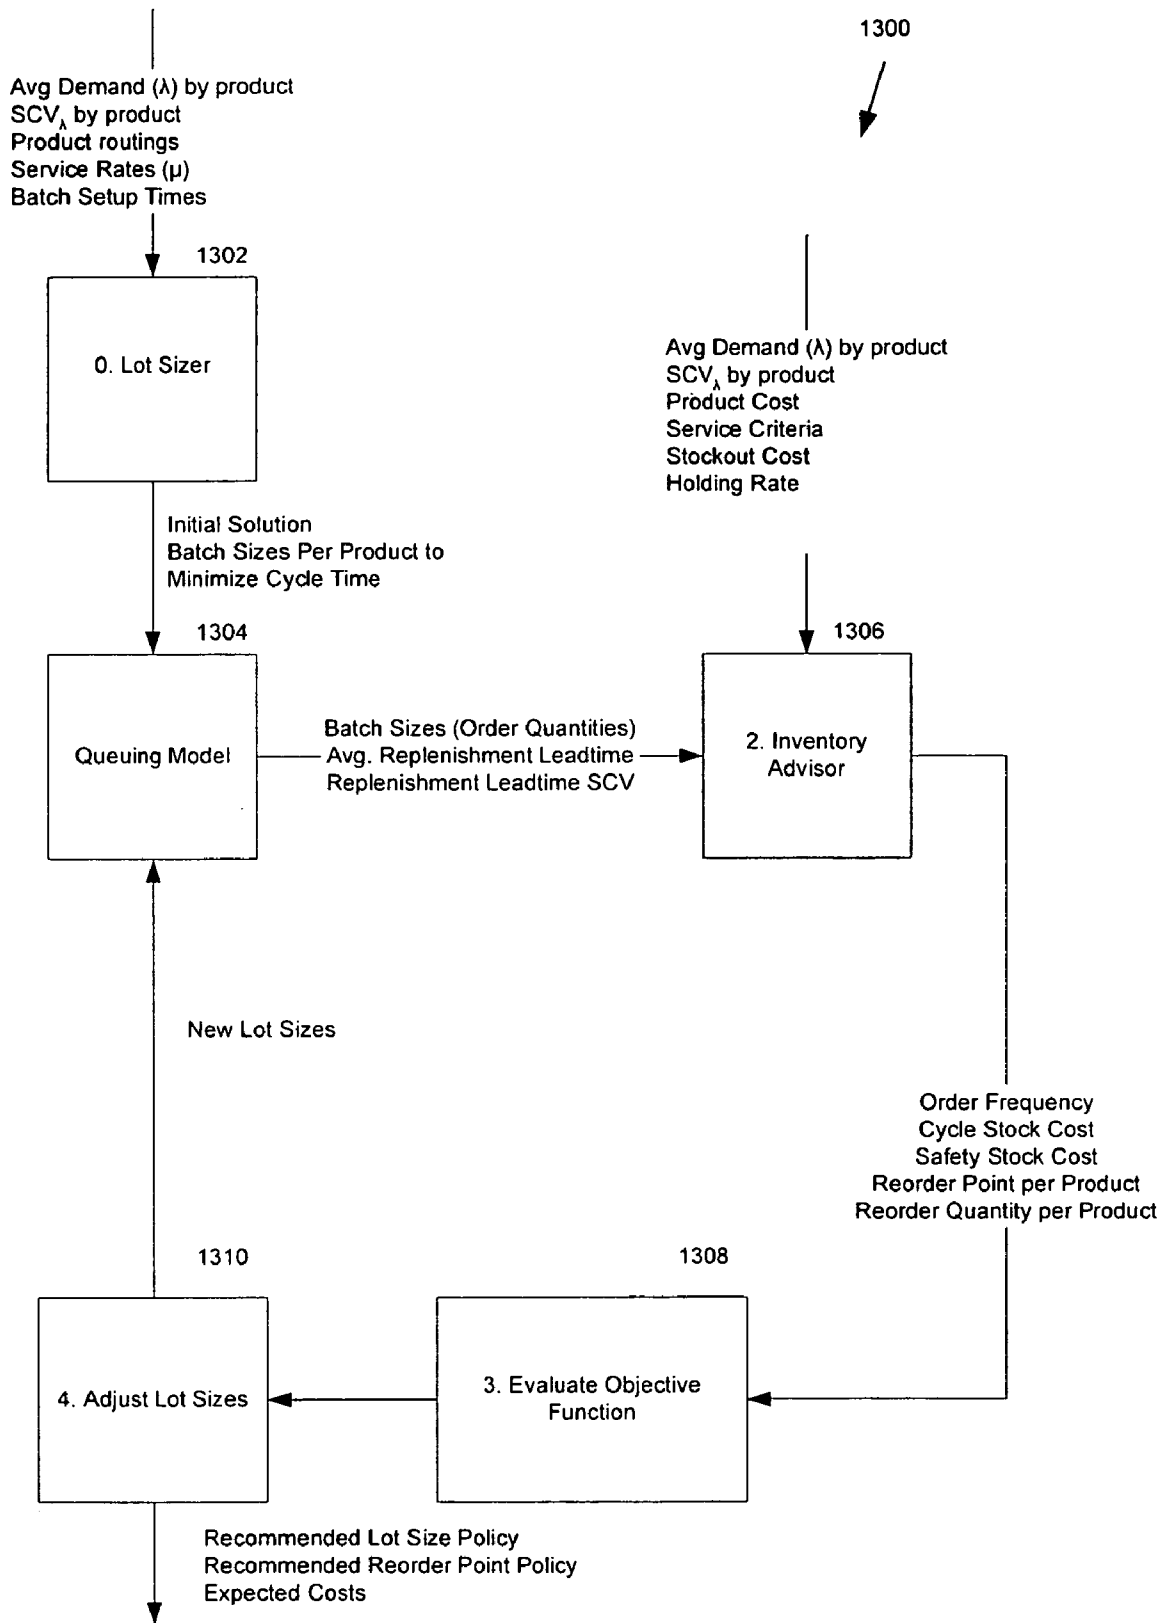 1300
Avg Demand (λ) by product
SCVλ by product
Product routings
Service Rates (μ)
Batch Setup Times
1302
0. Lot Sizer
Avg Demand (λ) by product
SCVλ by product
Product Cost
Service Criteria
Stockout Cost
Holding Rate
Initial Solution
Batch Sizes Per Product to
Minimize Cycle Time
1304
1306
Queuing Model
Batch Sizes (Order Quantities)
Avg. Replenishment Leadtime
Replenishment Leadtime SCV
2. Inventory
Advisor
New Lot Sizes
Order Frequency
Cycle Stock Cost
Safety Stock Cost
Reorder Point per Product
Reorder Quantity per Product
1310
1308
4. Adjust Lot Sizes
3. Evaluate Objective
Function
Recommended Lot Size Policy
Recommended Reorder Point Policy
Expected Costs